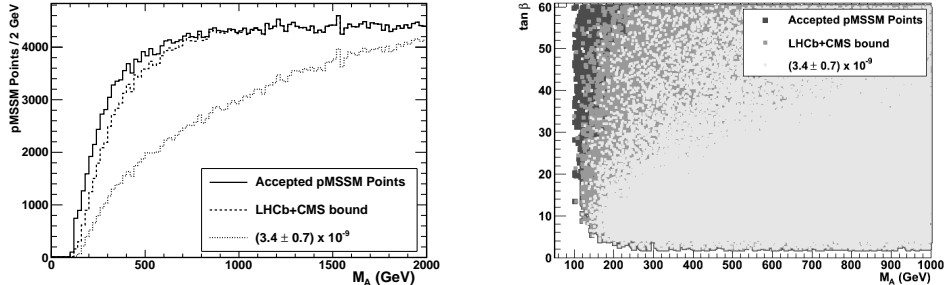 pMSSM Points / 2 GeV
4000
3000
2000
1000
0
0
500
1000
1500
2000
M_A (GeV)
Accepted pMSSM Points
LHCb+CMS bound
(3.4 ± 0.7) x 10⁻⁹
tan β
60
50
40
30
20
10
0
100 200 300 400 500 600 700 800 900 1000
M_A (GeV)
Accepted pMSSM Points
LHCb+CMS bound
(3.4 ± 0.7) x 10⁻⁹